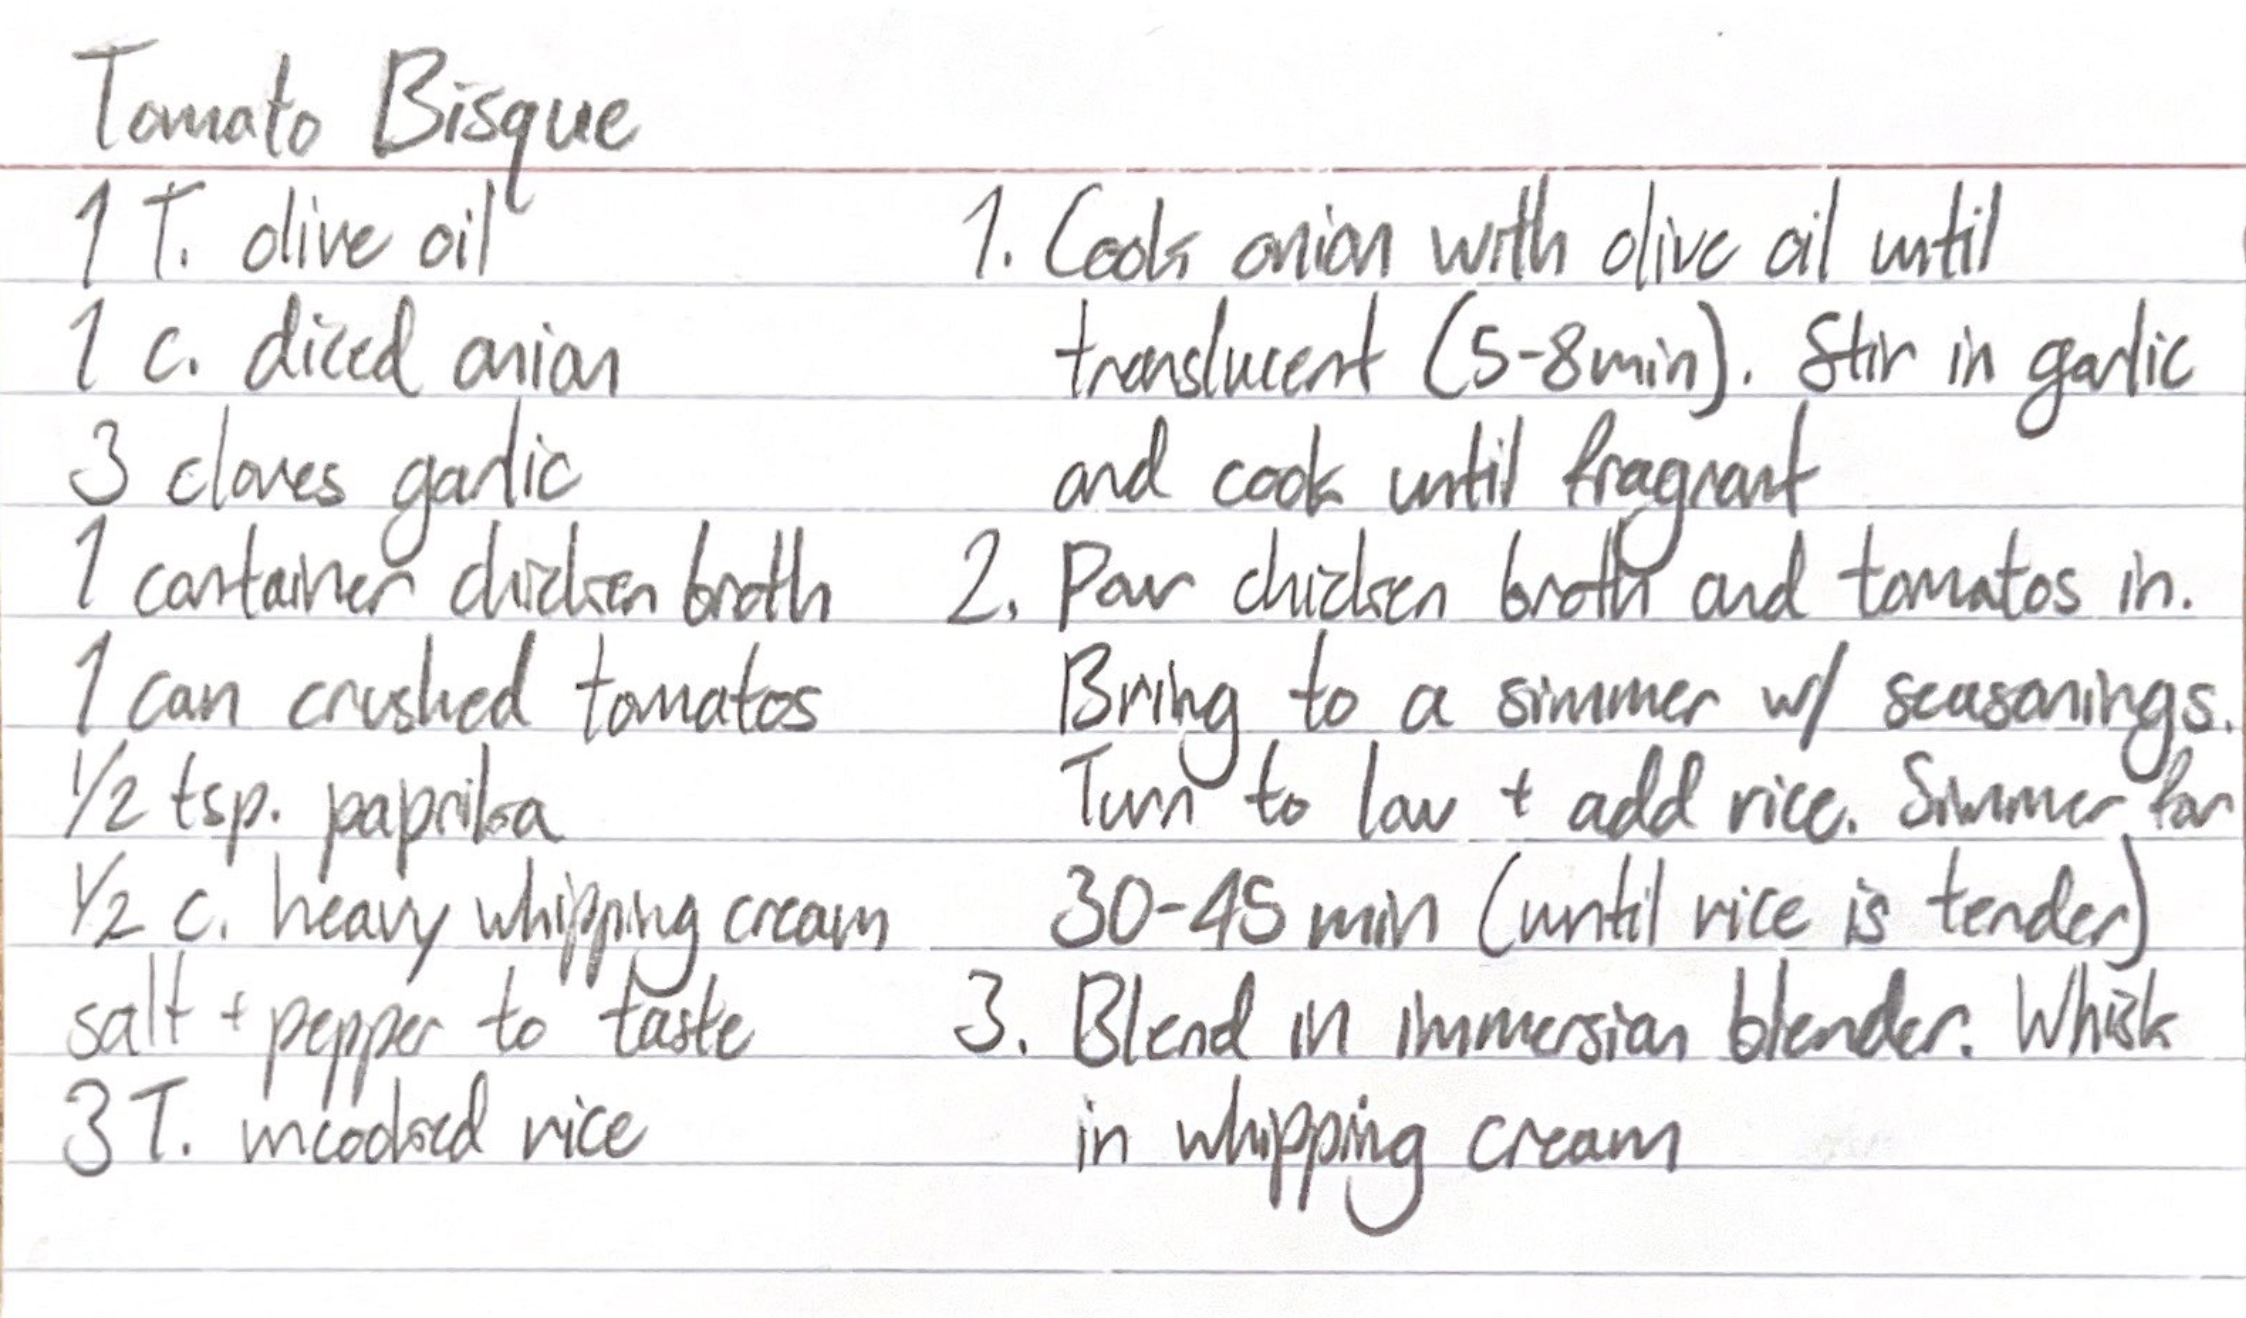 Tomato Bisque
1 T. olive oil
1 c. diced onion
3 cloves garlic
1 container chicken broth
1 can crushed tomatos
1/2 tsp. paprika
1/2 c. heavy whipping cream
salt + pepper to taste
3 T. uncooked rice
1. Cook onion with olive oil until
translucent (5-8min). Stir in garlic
and cook until fragrant
2. Pour chicken broth and tomatos in.
Bring to a simmer w/ seasonings.
Turn to low + add rice. Simmer for
30-45 min (until rice is tender)
3. Blend in immersion blender. Whisk
in whipping cream